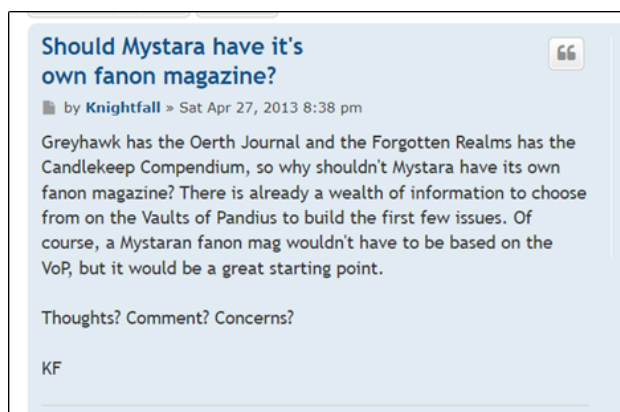 Should Mystara have it's
own fanon magazine?
by Knightfall » Sat Apr 27, 2013 8:38 pm
Greyhawk has the Oerth Journal and the Forgotten Realms has the
Candlekeep Compendium, so why shouldn't Mystara have its own
fanon magazine? There is already a wealth of information to choose
from on the Vaults of Pandius to build the first few issues. Of
course, a Mystaran fanon mag wouldn't have to be based on the
VoP, but it would be a great starting point.
Thoughts? Comment? Concerns?
KF